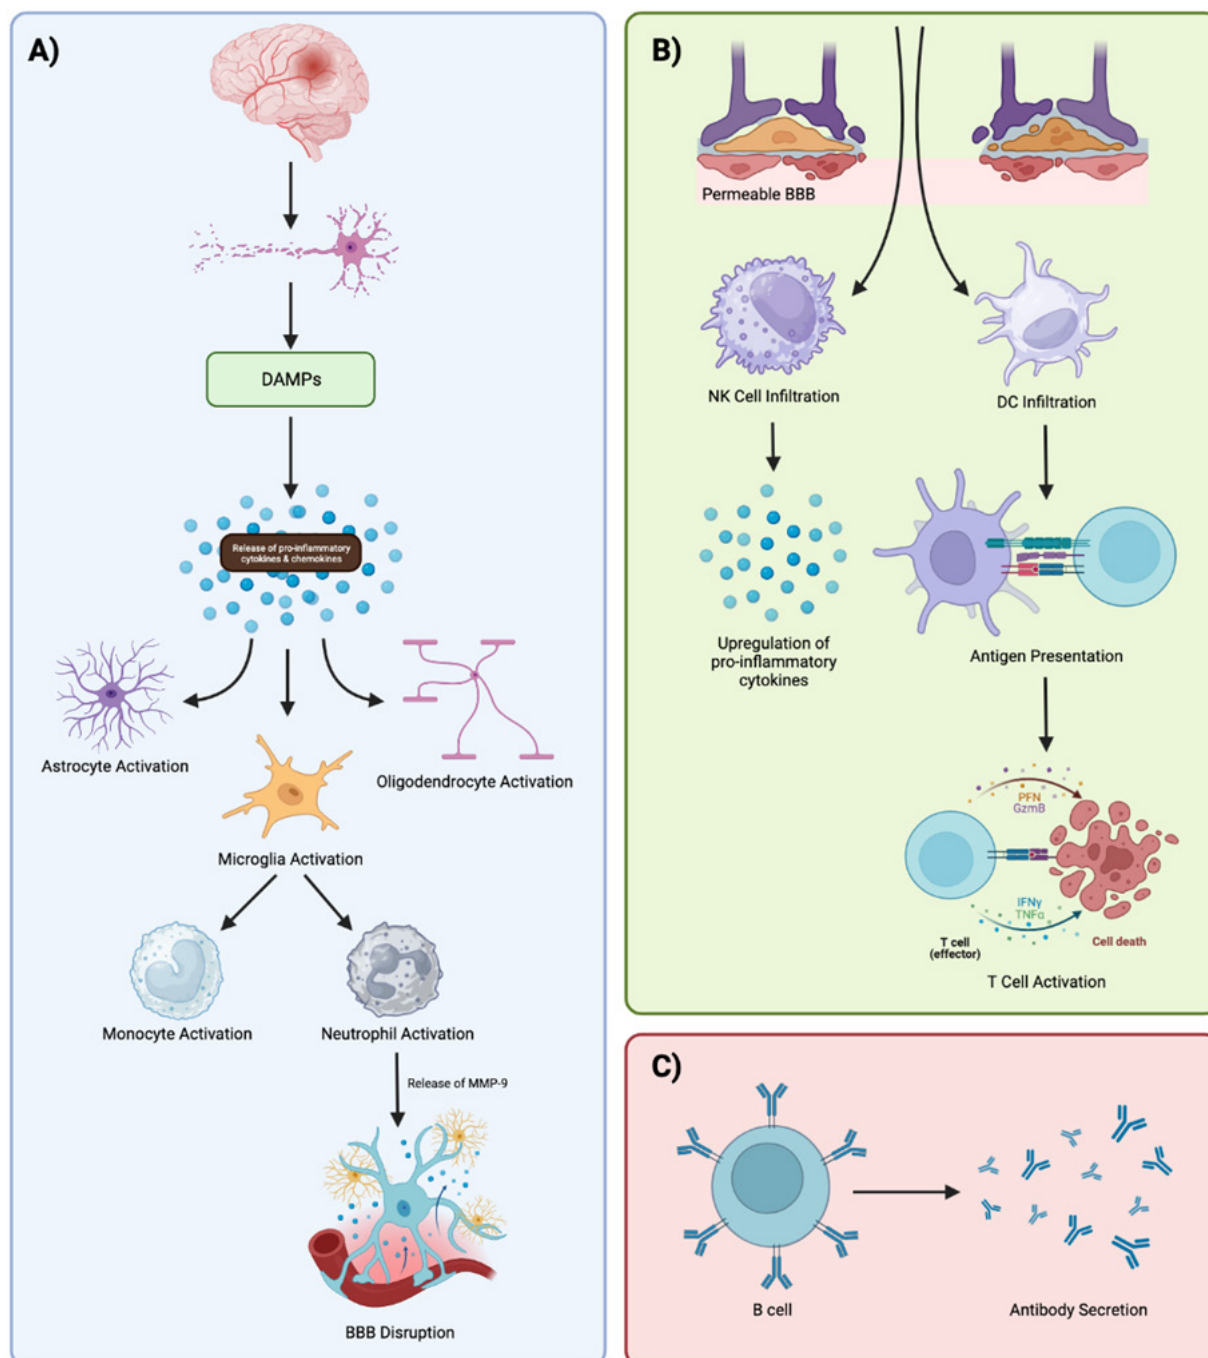 A)
DAMPs
Release of pro-inflammatory
cytokines & chemokines
Astrocyte Activation
Oligodendrocyte Activation
Microglia Activation
Monocyte Activation
Neutrophil Activation
Release of MMP-9
BBB Disruption
B)
Permeable BBB
NK Cell Infiltration
DC Infiltration
Upregulation of
pro-inflammatory
cytokines
Antigen Presentation
PFN
GzmB
IFNγ
TNFα
T cell
(effector)
Cell death
T Cell Activation
C)
B cell
Antibody Secretion